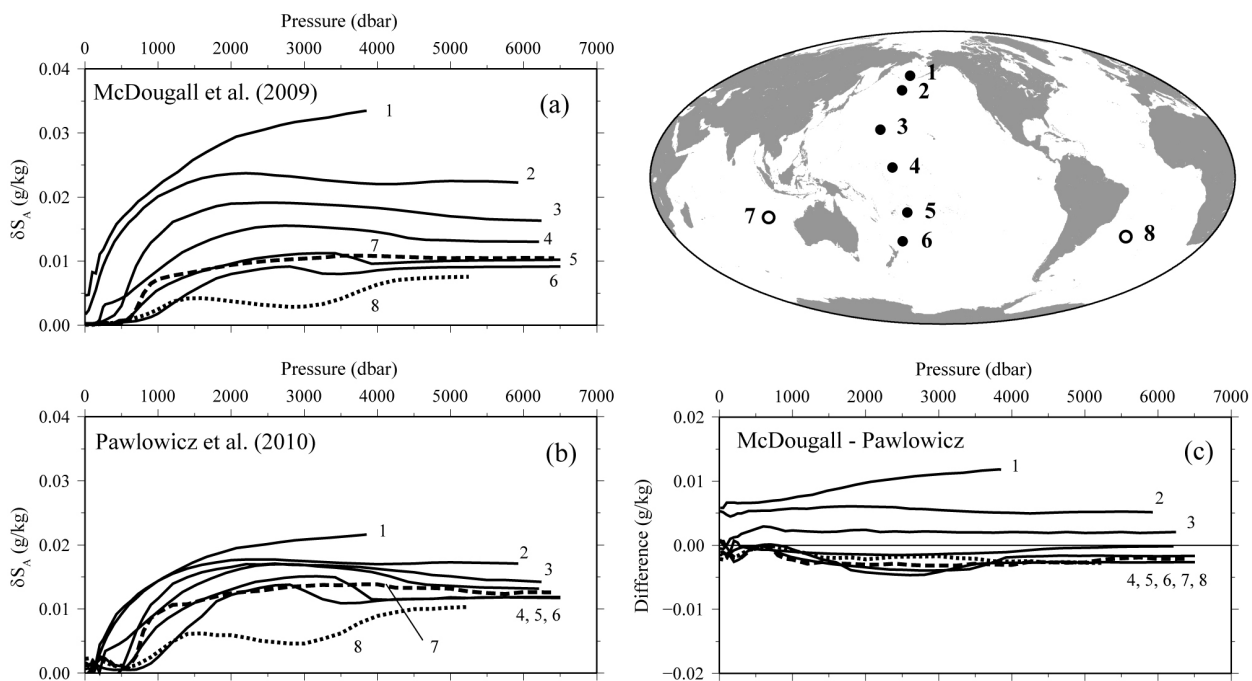 Pressure (dbar)
0 1000 2000 3000 4000 5000 6000 7000
0.04
0.03
0.02
0.01
0.00
δS_A (g/kg)
McDougall et al. (2009)
(a)
1
2
3
4
7
5
6
8
1
2
3
4
5
6
7
8
Pressure (dbar)
0 1000 2000 3000 4000 5000 6000 7000
0.04
0.03
0.02
0.01
0.00
δS_A (g/kg)
Pawlowicz et al. (2010)
(b)
1
2
3
4, 5, 6
7
8
Pressure (dbar)
0 1000 2000 3000 4000 5000 6000 7000
0.02
0.01
0.00
−0.01
−0.02
Difference (g/kg)
McDougall - Pawlowicz
(c)
1
2
3
4, 5, 6, 7, 8